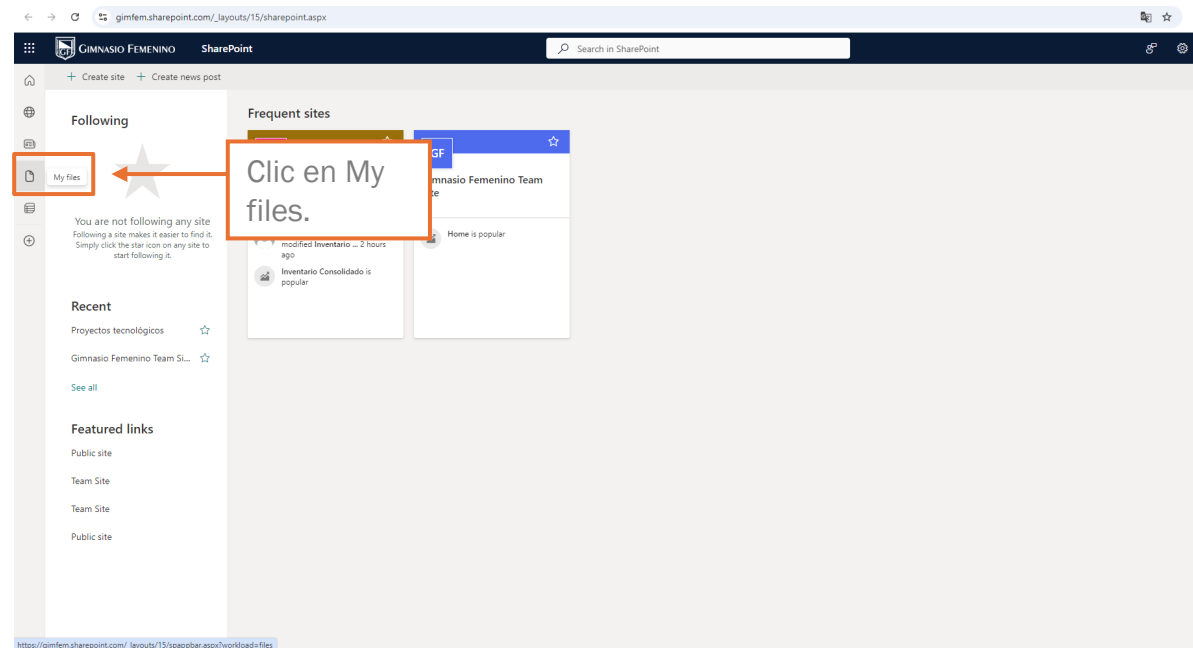 gimfem.sharepoint.com/_layouts/15/sharepoint.aspx
GF
GIMNASIO FEMENINO
SharePoint
Search in SharePoint
+ Create site + Create news post
Following
My files
You are not following any site
Following a site makes it easier to find it.
Simply click the star icon on any site to
start following it.
Recent
Proyectos tecnológicos
Gimnasio Femenino Team Si...
See all
Featured links
Public site
Team Site
Team Site
Public site
Frequent sites
Clic en My
files.
modified Inventario ... 2 hours
ago
Inventario Consolidado is
popular
GF
Femenino Team
Home is popular
https://gimfem.sharepoint.com/_layouts/15/spappbar.aspx?workload=files